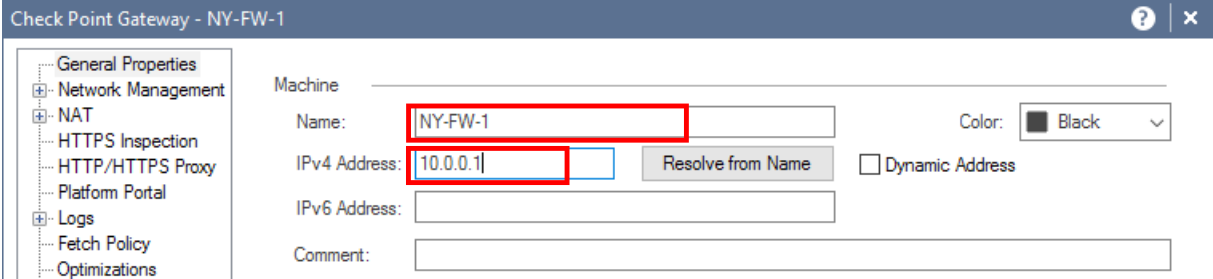 Check Point Gateway - NY-FW-1
? ×
General Properties
Network Management
NAT
HTTPS Inspection
HTTP/HTTPS Proxy
Platform Portal
Logs
Fetch Policy
Optimizations
Machine
Name: NY-FW-1 Color: Black
IPv4 Address: 10.0.0.1 Resolve from Name Dynamic Address
IPv6 Address:
Comment: